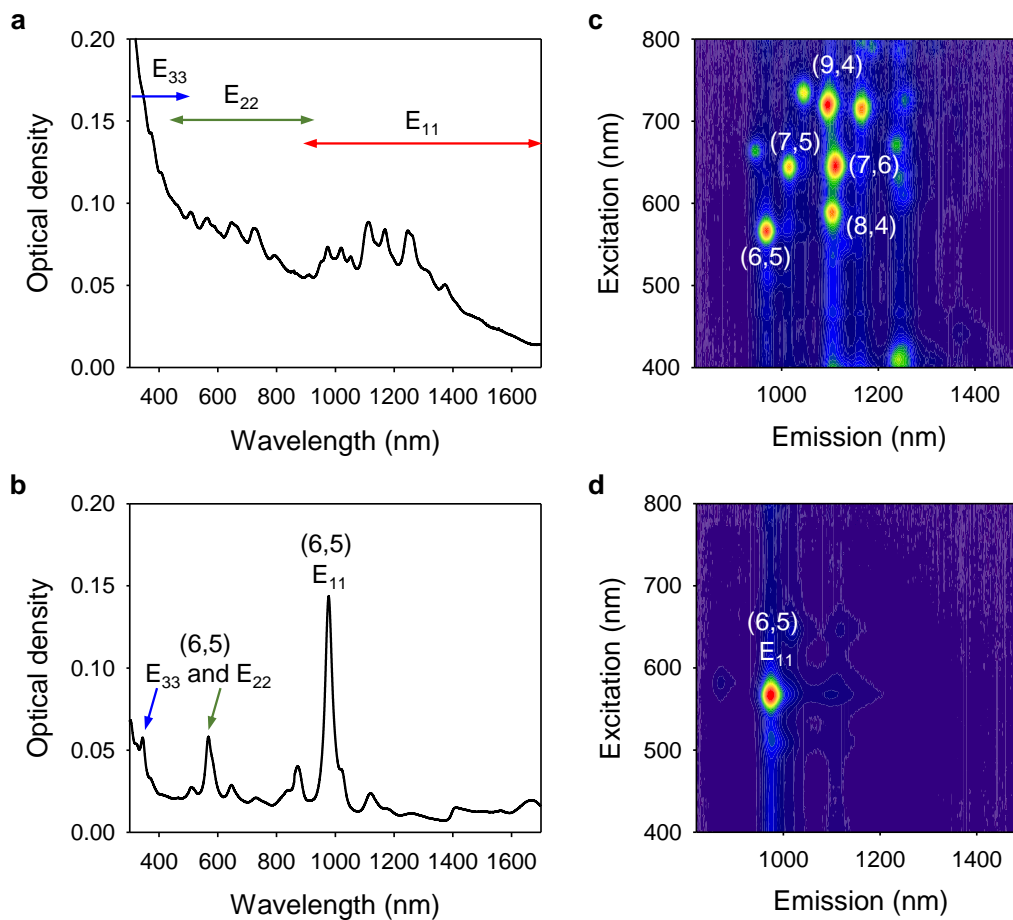 a
0.20
0.15
0.10
0.05
0.00
Optical density
E33
E22
E11
400 600 800 1000 1200 1400 1600
Wavelength (nm)
c
800
700
600
500
400
Excitation (nm)
(9,4)
(7,5)
(7,6)
(8,4)
(6,5)
1000 1200 1400
Emission (nm)
b
0.20
0.15
0.10
0.05
0.00
Optical density
(6,5)
E11
(6,5)
E33 and E22
400 600 800 1000 1200 1400 1600
Wavelength (nm)
d
800
700
600
500
400
Excitation (nm)
(6,5)
E11
1000 1200 1400
Emission (nm)